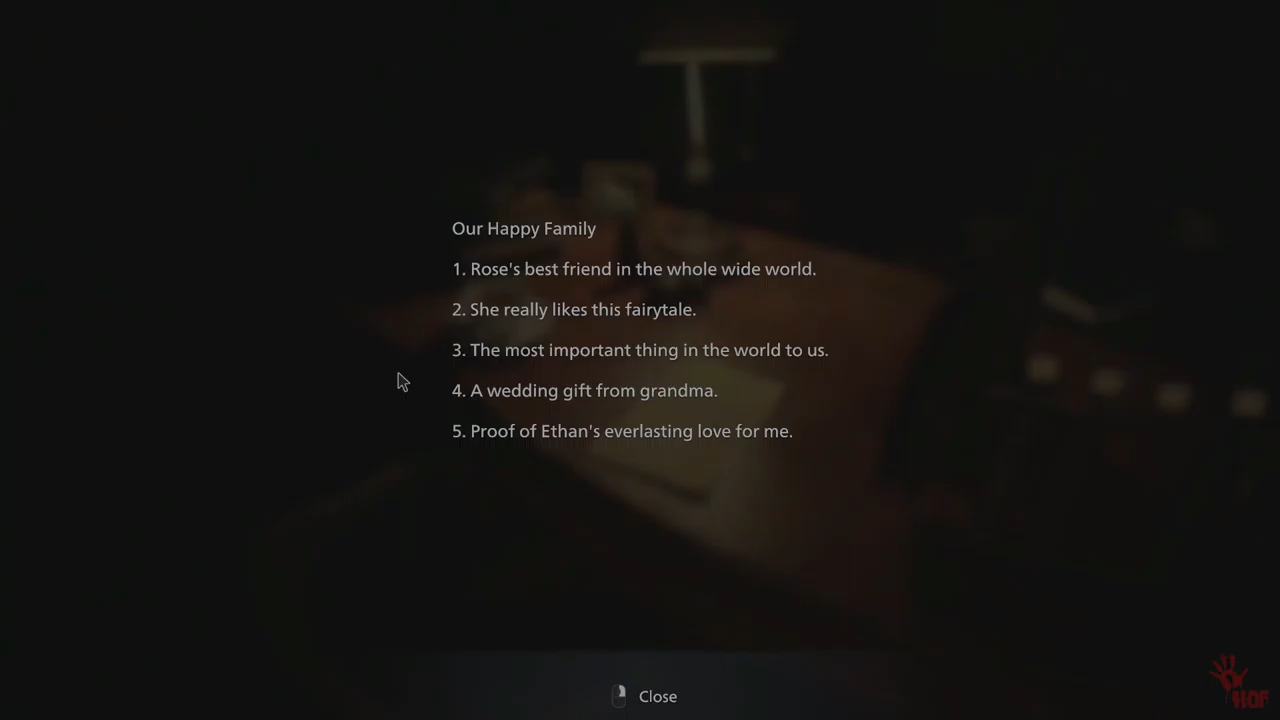 Our Happy Family
1. Rose's best friend in the whole wide world.
2. She really likes this fairytale.
3. The most important thing in the world to us.
4. A wedding gift from grandma.
5. Proof of Ethan's everlasting love for me.
Close
HOF